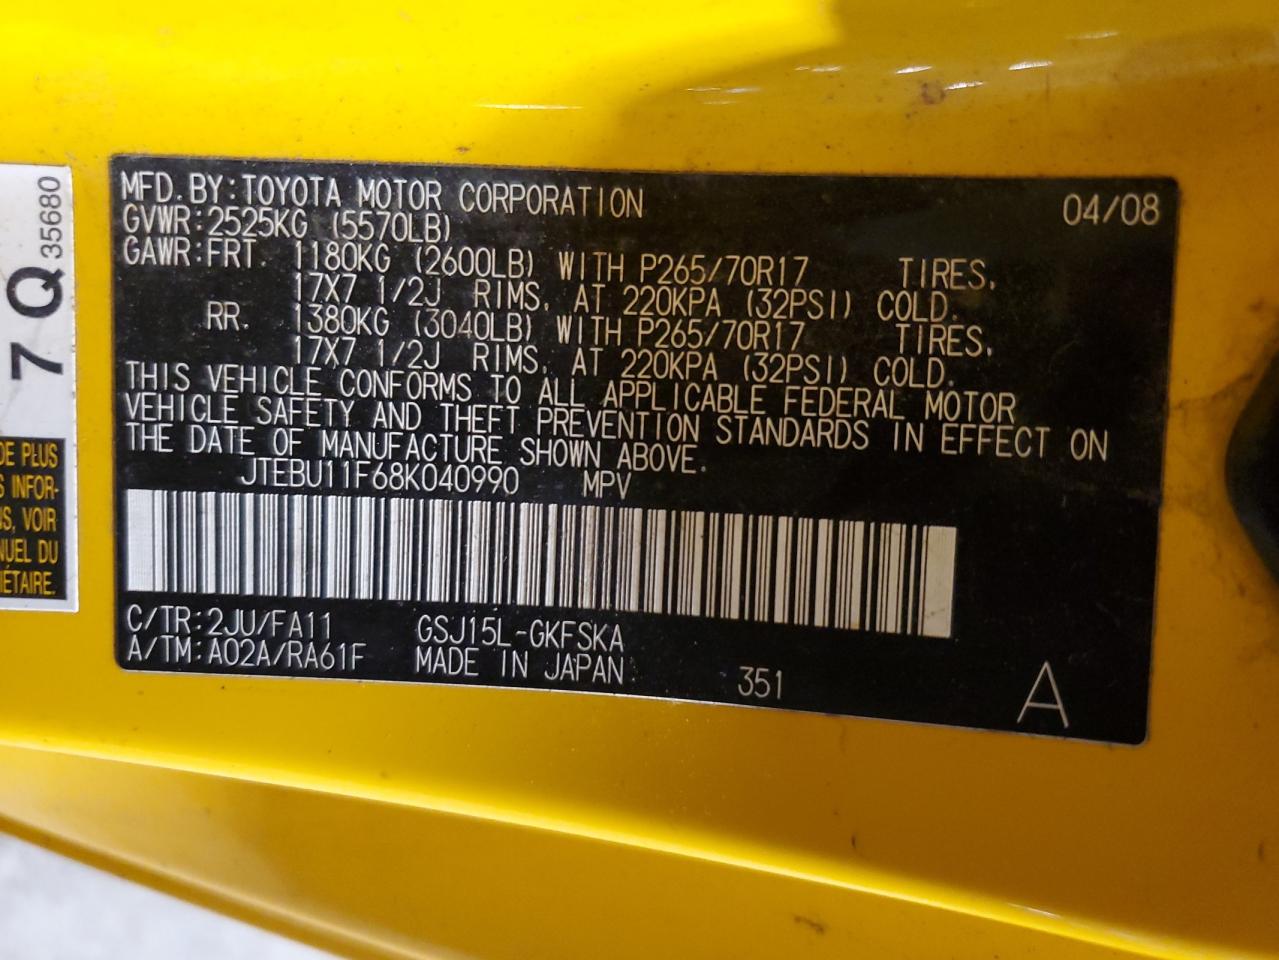 MFD. BY: TOYOTA MOTOR CORPORATION 04/08
GVWR: 2525KG (5570LB)
GAWR: FRT. 1180KG (2600LB) WITH P265/70R17 TIRES,
17X7 1/2J RIMS, AT 220KPA (32PSI) COLD.
RR. 1380KG (3040LB) WITH P265/70R17 TIRES,
17X7 1/2J RIMS, AT 220KPA (32PSI) COLD.
THIS VEHICLE CONFORMS TO ALL APPLICABLE FEDERAL MOTOR
VEHICLE SAFETY AND THEFT PREVENTION STANDARDS IN EFFECT ON
THE DATE OF MANUFACTURE SHOWN ABOVE.
JTEBU11F68K040990 MPV
C/TR: 2JU/FA11 GSJ15L-GKFSKA
A/TM: A02A/RA61F MADE IN JAPAN 351 A
7 Q 35680
DE PLUS
INFOR-
VOIR
DU